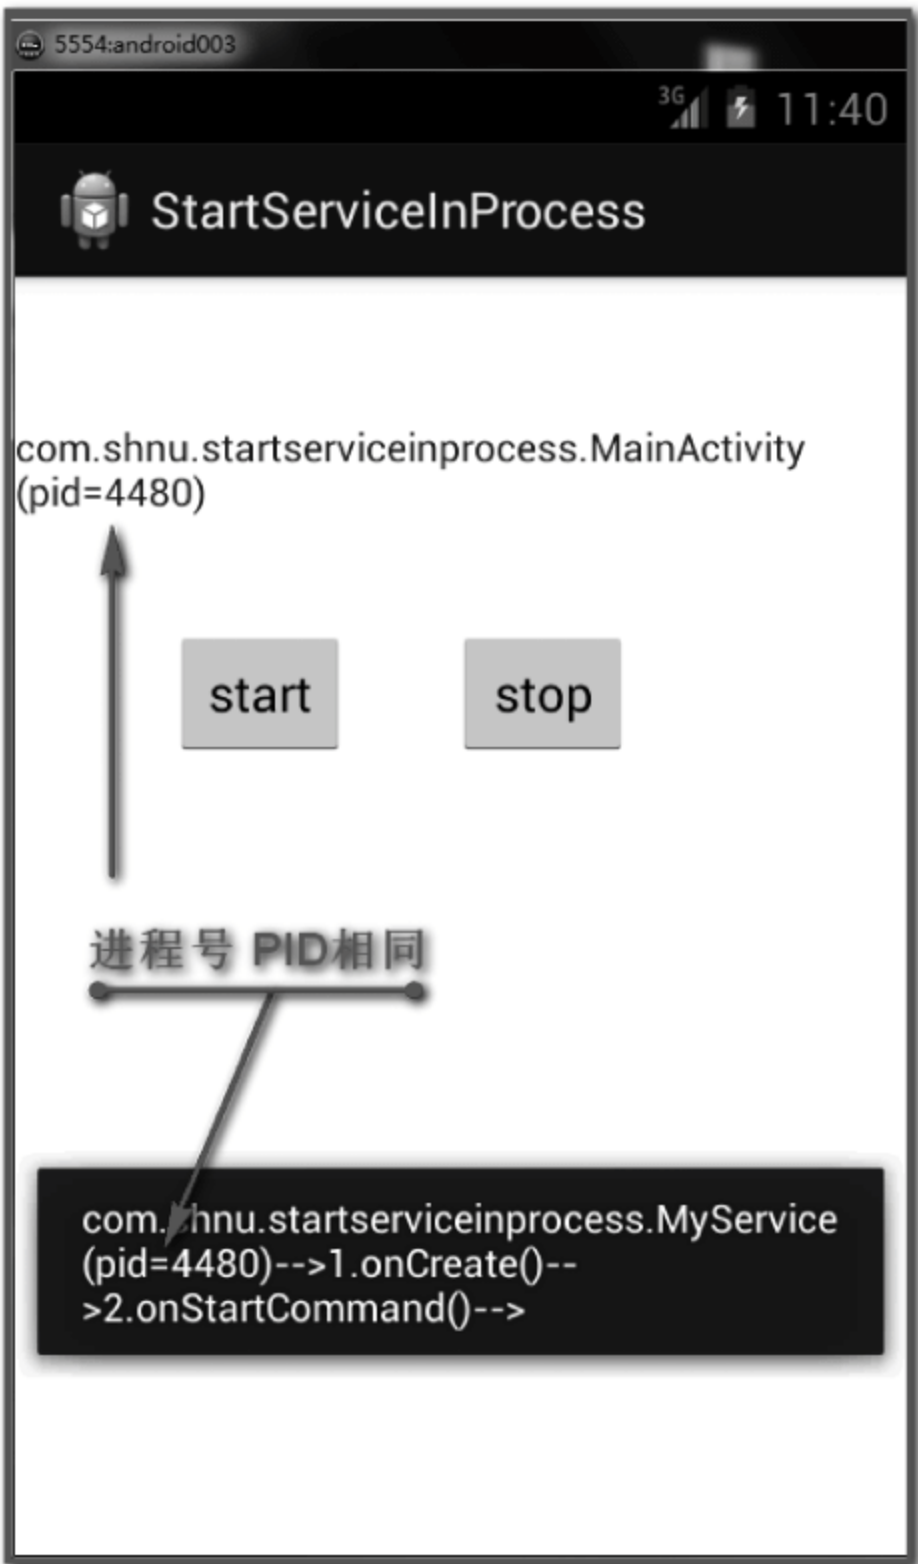 5554:android003
3G 11:40
StartServiceInProcess
com.shnu.startserviceinprocess.MainActivity
(pid=4480)
start stop
进程号 PID相同
com.shnu.startserviceinprocess.MyService
(pid=4480)-->1.onCreate()--
>2.onStartCommand()-->